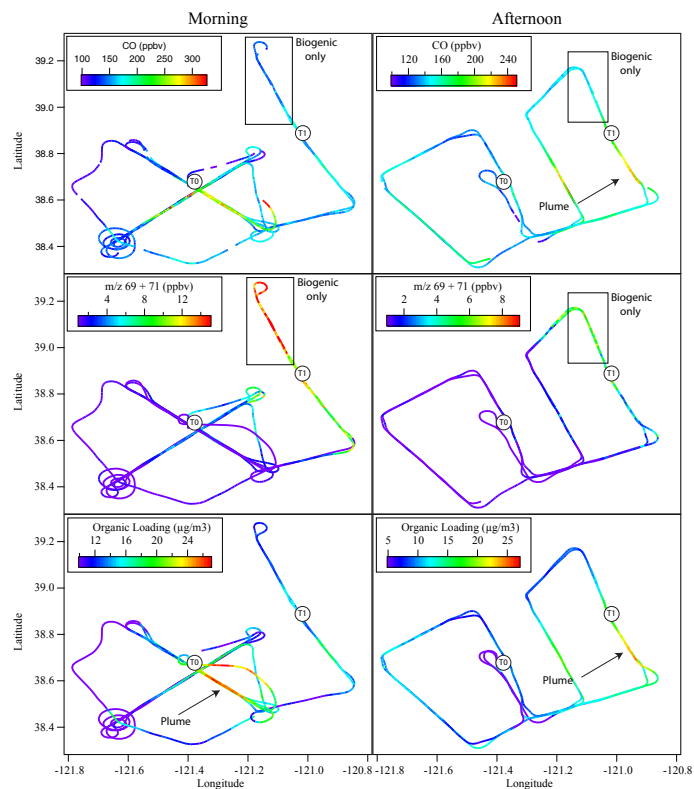 Morning
Afternoon
CO (ppbv)
100 150 200 250 300
Biogenic
only
T1
T0
39.2
39.0
38.8
38.6
38.4
Latitude
CO (ppbv)
100 150 200 250
Biogenic
only
T1
T0
Plume
m/z 69 + 71 (ppbv)
4 8 12
Biogenic
only
T1
T0
39.2
39.0
38.8
38.6
38.4
Latitude
m/z 69 + 71 (ppbv)
2 4 6 8
Biogenic
only
T1
T0
Organic Loading (µg/m3)
12 16 20 24
T1
T0
Plume
39.2
39.0
38.8
38.6
38.4
Latitude
Organic Loading (µg/m3)
5 10 15 20 25
T1
T0
Plume
-121.8 -121.6 -121.4 -121.2 -121.0 -120.8
Longitude
-121.8 -121.6 -121.4 -121.2 -121.0 -120.8
Longitude